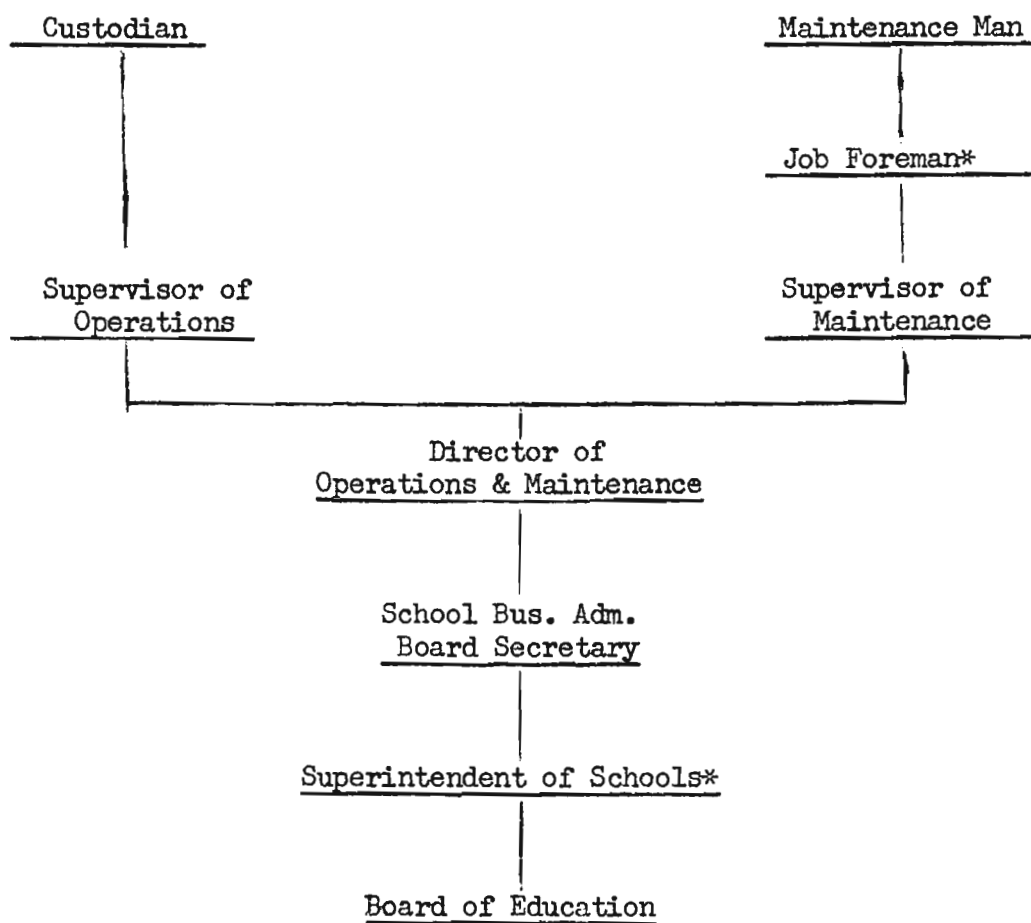 Custodian
Maintenance Man
Job Foreman*
Supervisor of
Operations
Supervisor of
Maintenance
Director of
Operations & Maintenance
School Bus. Adm.
Board Secretary
Superintendent of Schools*
Board of Education